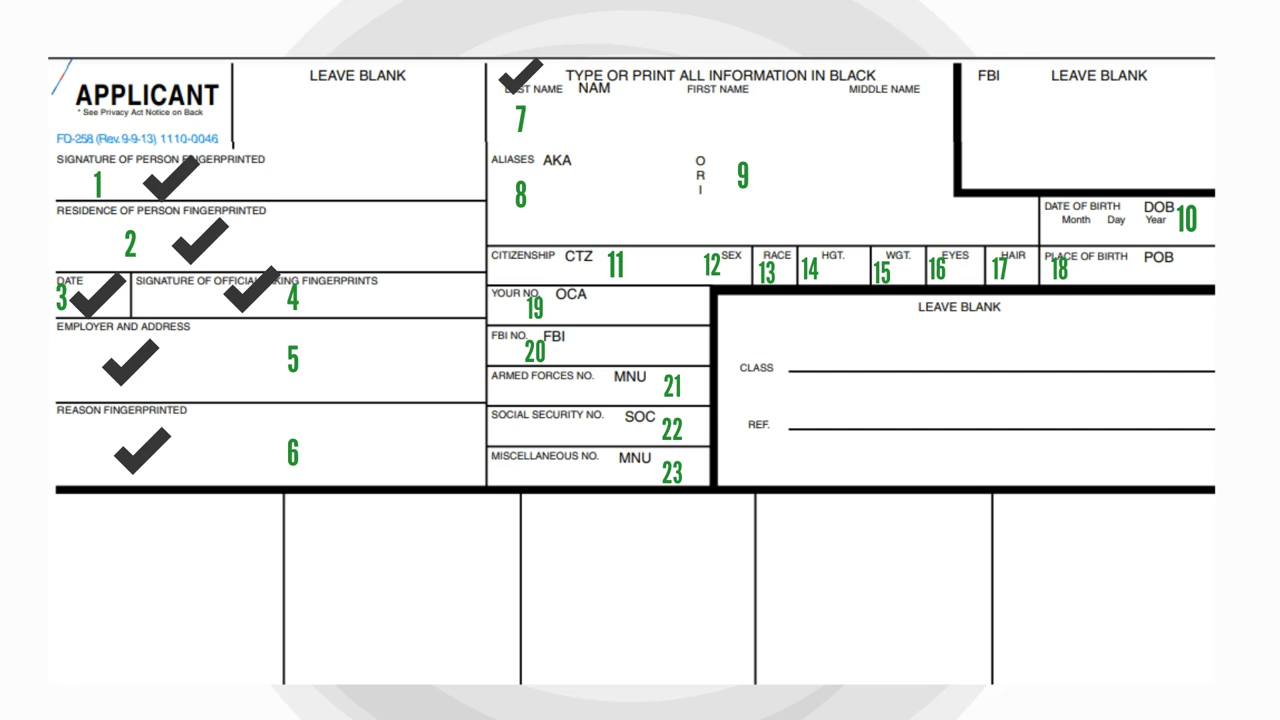 APPLICANT
* See Privacy Act Notice on Back
FD-258 (Rev. 9-9-13) 1110-0046
LEAVE BLANK
TYPE OR PRINT ALL INFORMATION IN BLACK
NAME NAM
FIRST NAME
MIDDLE NAME
7
FBI LEAVE BLANK
SIGNATURE OF PERSON FINGERPRINTED
1
ALIASES AKA
8
O
R
I
9
RESIDENCE OF PERSON FINGERPRINTED
2
DATE OF BIRTH DOB
Month Day Year
10
DATE
3
SIGNATURE OF OFFICIAL TAKING FINGERPRINTS
4
CITIZENSHIP CTZ
11
SEX
12
RACE
13
HGT.
14
WGT.
15
EYES
16
HAIR
17
PLACE OF BIRTH POB
18
EMPLOYER AND ADDRESS
5
YOUR NO. OCA
19
FBI NO. FBI
20
ARMED FORCES NO. MNU
21
SOCIAL SECURITY NO. SOC
22
MISCELLANEOUS NO. MNU
23
LEAVE BLANK
CLASS
REF.
REASON FINGERPRINTED
6